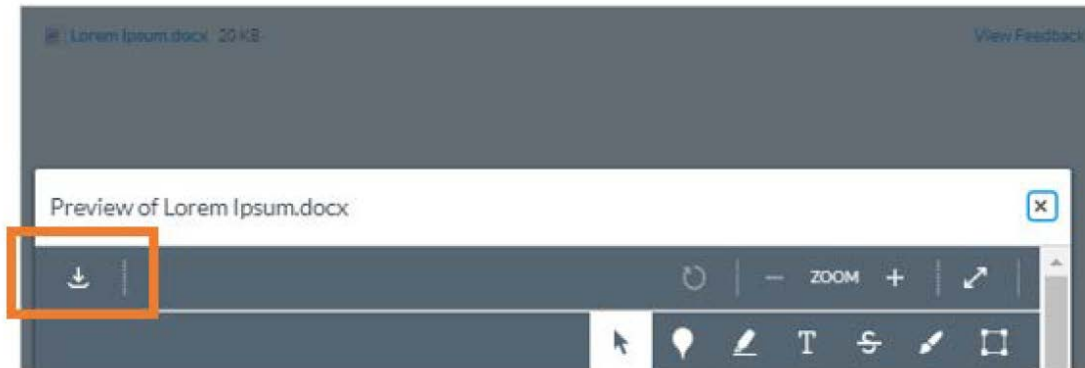 Lorem Ipsum.docx 20 KB
View Feedback
Preview of Lorem Ipsum.docx
ZOOM
T S